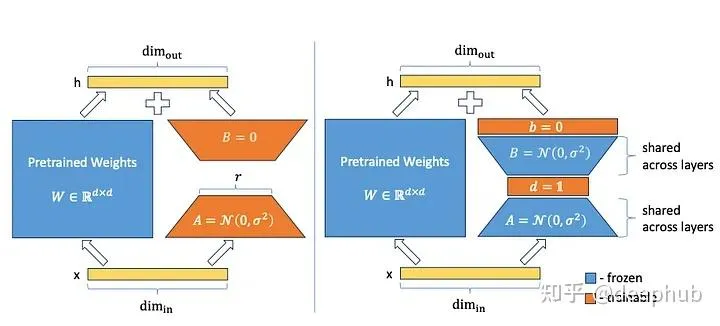 dim_out
h
B = 0
Pretrained Weights
W ∈ ℝ^{d×d}
r
A = 𝒩(0, σ²)
x
dim_in
dim_out
h
b = 0
Pretrained Weights
W ∈ ℝ^{d×d}
B = 𝒩(0, σ²)
shared
across layers
d = 1
A = 𝒩(0, σ²)
shared
across layers
x
dim_in
- frozen
- trainable
知乎 @deephub